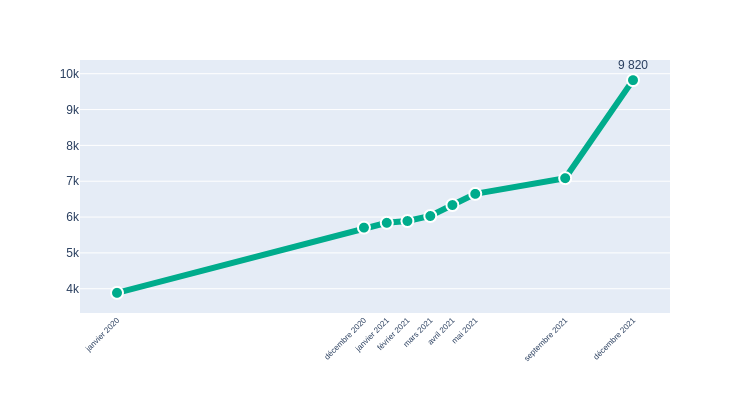 9 820
10k
9k
8k
7k
6k
5k
4k
janvier 2020
décembre 2020
janvier 2021
février 2021
mars 2021
avril 2021
mai 2021
septembre 2021
décembre 2021